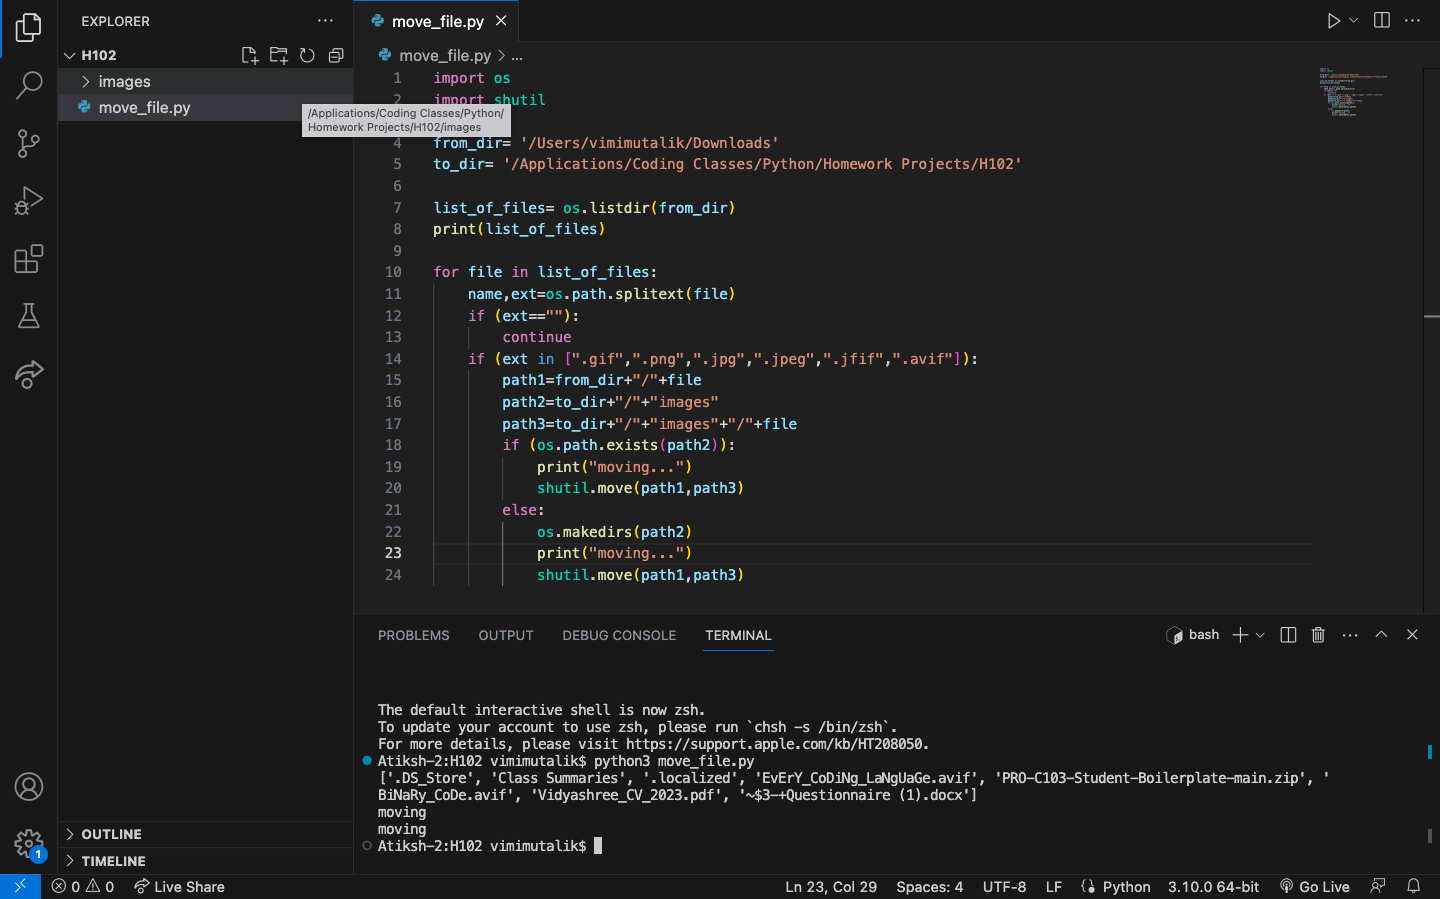 EXPLORER
H102
images
move_file.py
/Applications/Coding Classes/Python/
Homework Projects/H102/images
OUTLINE
TIMELINE
move_file.py
move_file.py > ...
1 import os
2 import shutil
4 from_dir= '/Users/vimimutalik/Downloads'
5 to_dir= '/Applications/Coding Classes/Python/Homework Projects/H102'
6
7 list_of_files= os.listdir(from_dir)
8 print(list_of_files)
9
10 for file in list_of_files:
11     name,ext=os.path.splitext(file)
12     if (ext==""):
13         continue
14     if (ext in [".gif",".png",".jpg",".jpeg",".jfif",".avif"]):
15         path1=from_dir+"/"+file
16         path2=to_dir+"/"+"images"
17         path3=to_dir+"/"+"images"+"/"+file
18         if (os.path.exists(path2)):
19             print("moving...")
20             shutil.move(path1,path3)
21         else:
22             os.makedirs(path2)
23             print("moving...")
24             shutil.move(path1,path3)
PROBLEMS OUTPUT DEBUG CONSOLE TERMINAL
bash
The default interactive shell is now zsh.
To update your account to use zsh, please run `chsh -s /bin/zsh`.
For more details, please visit https://support.apple.com/kb/HT208050.
Atiksh-2:H102 vimimutalik$ python3 move_file.py
['.DS_Store', 'Class Summaries', '.localized', 'EvErY_CoDiNg_LaNgUaGe.avif', 'PRO-C103-Student-Boilerplate-main.zip', '
BiNaRy_CoDe.avif', 'Vidyashree_CV_2023.pdf', '~$3-+Questionnaire (1).docx']
moving
moving
Atiksh-2:H102 vimimutalik$
1
0 0 Live Share Ln 23, Col 29 Spaces: 4 UTF-8 LF Python 3.10.0 64-bit Go Live